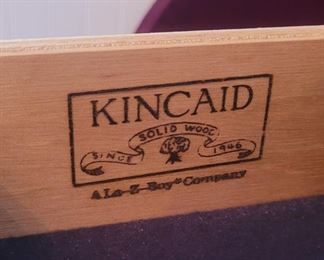 KINCAID
SOLID WOOD
SINCE 1946
A La-Z-Boy® Company